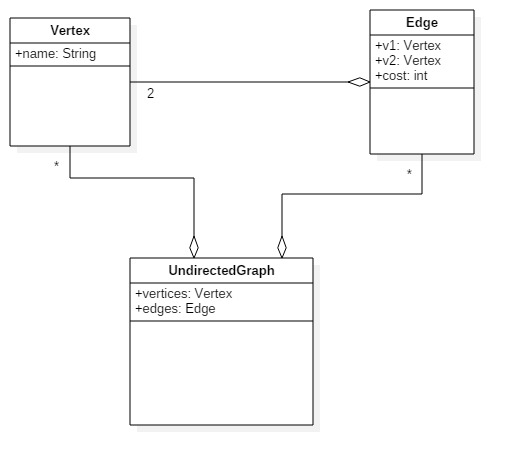 Vertex
+name: String
Edge
+v1: Vertex
+v2: Vertex
+cost: int
2
*
*
UndirectedGraph
+vertices: Vertex
+edges: Edge